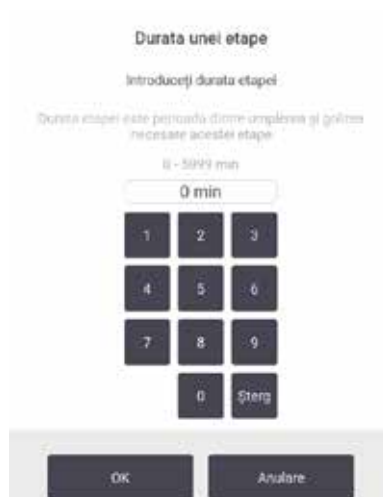 Durata unei etape
Introduceți durata etapei
Durata etapei este perioada dintre umplerea și golirea
necesare acestei etape
0 - 5999 min
0 min
1 2 3
4 5 6
7 8 9
0 Șterg
OK Anulare